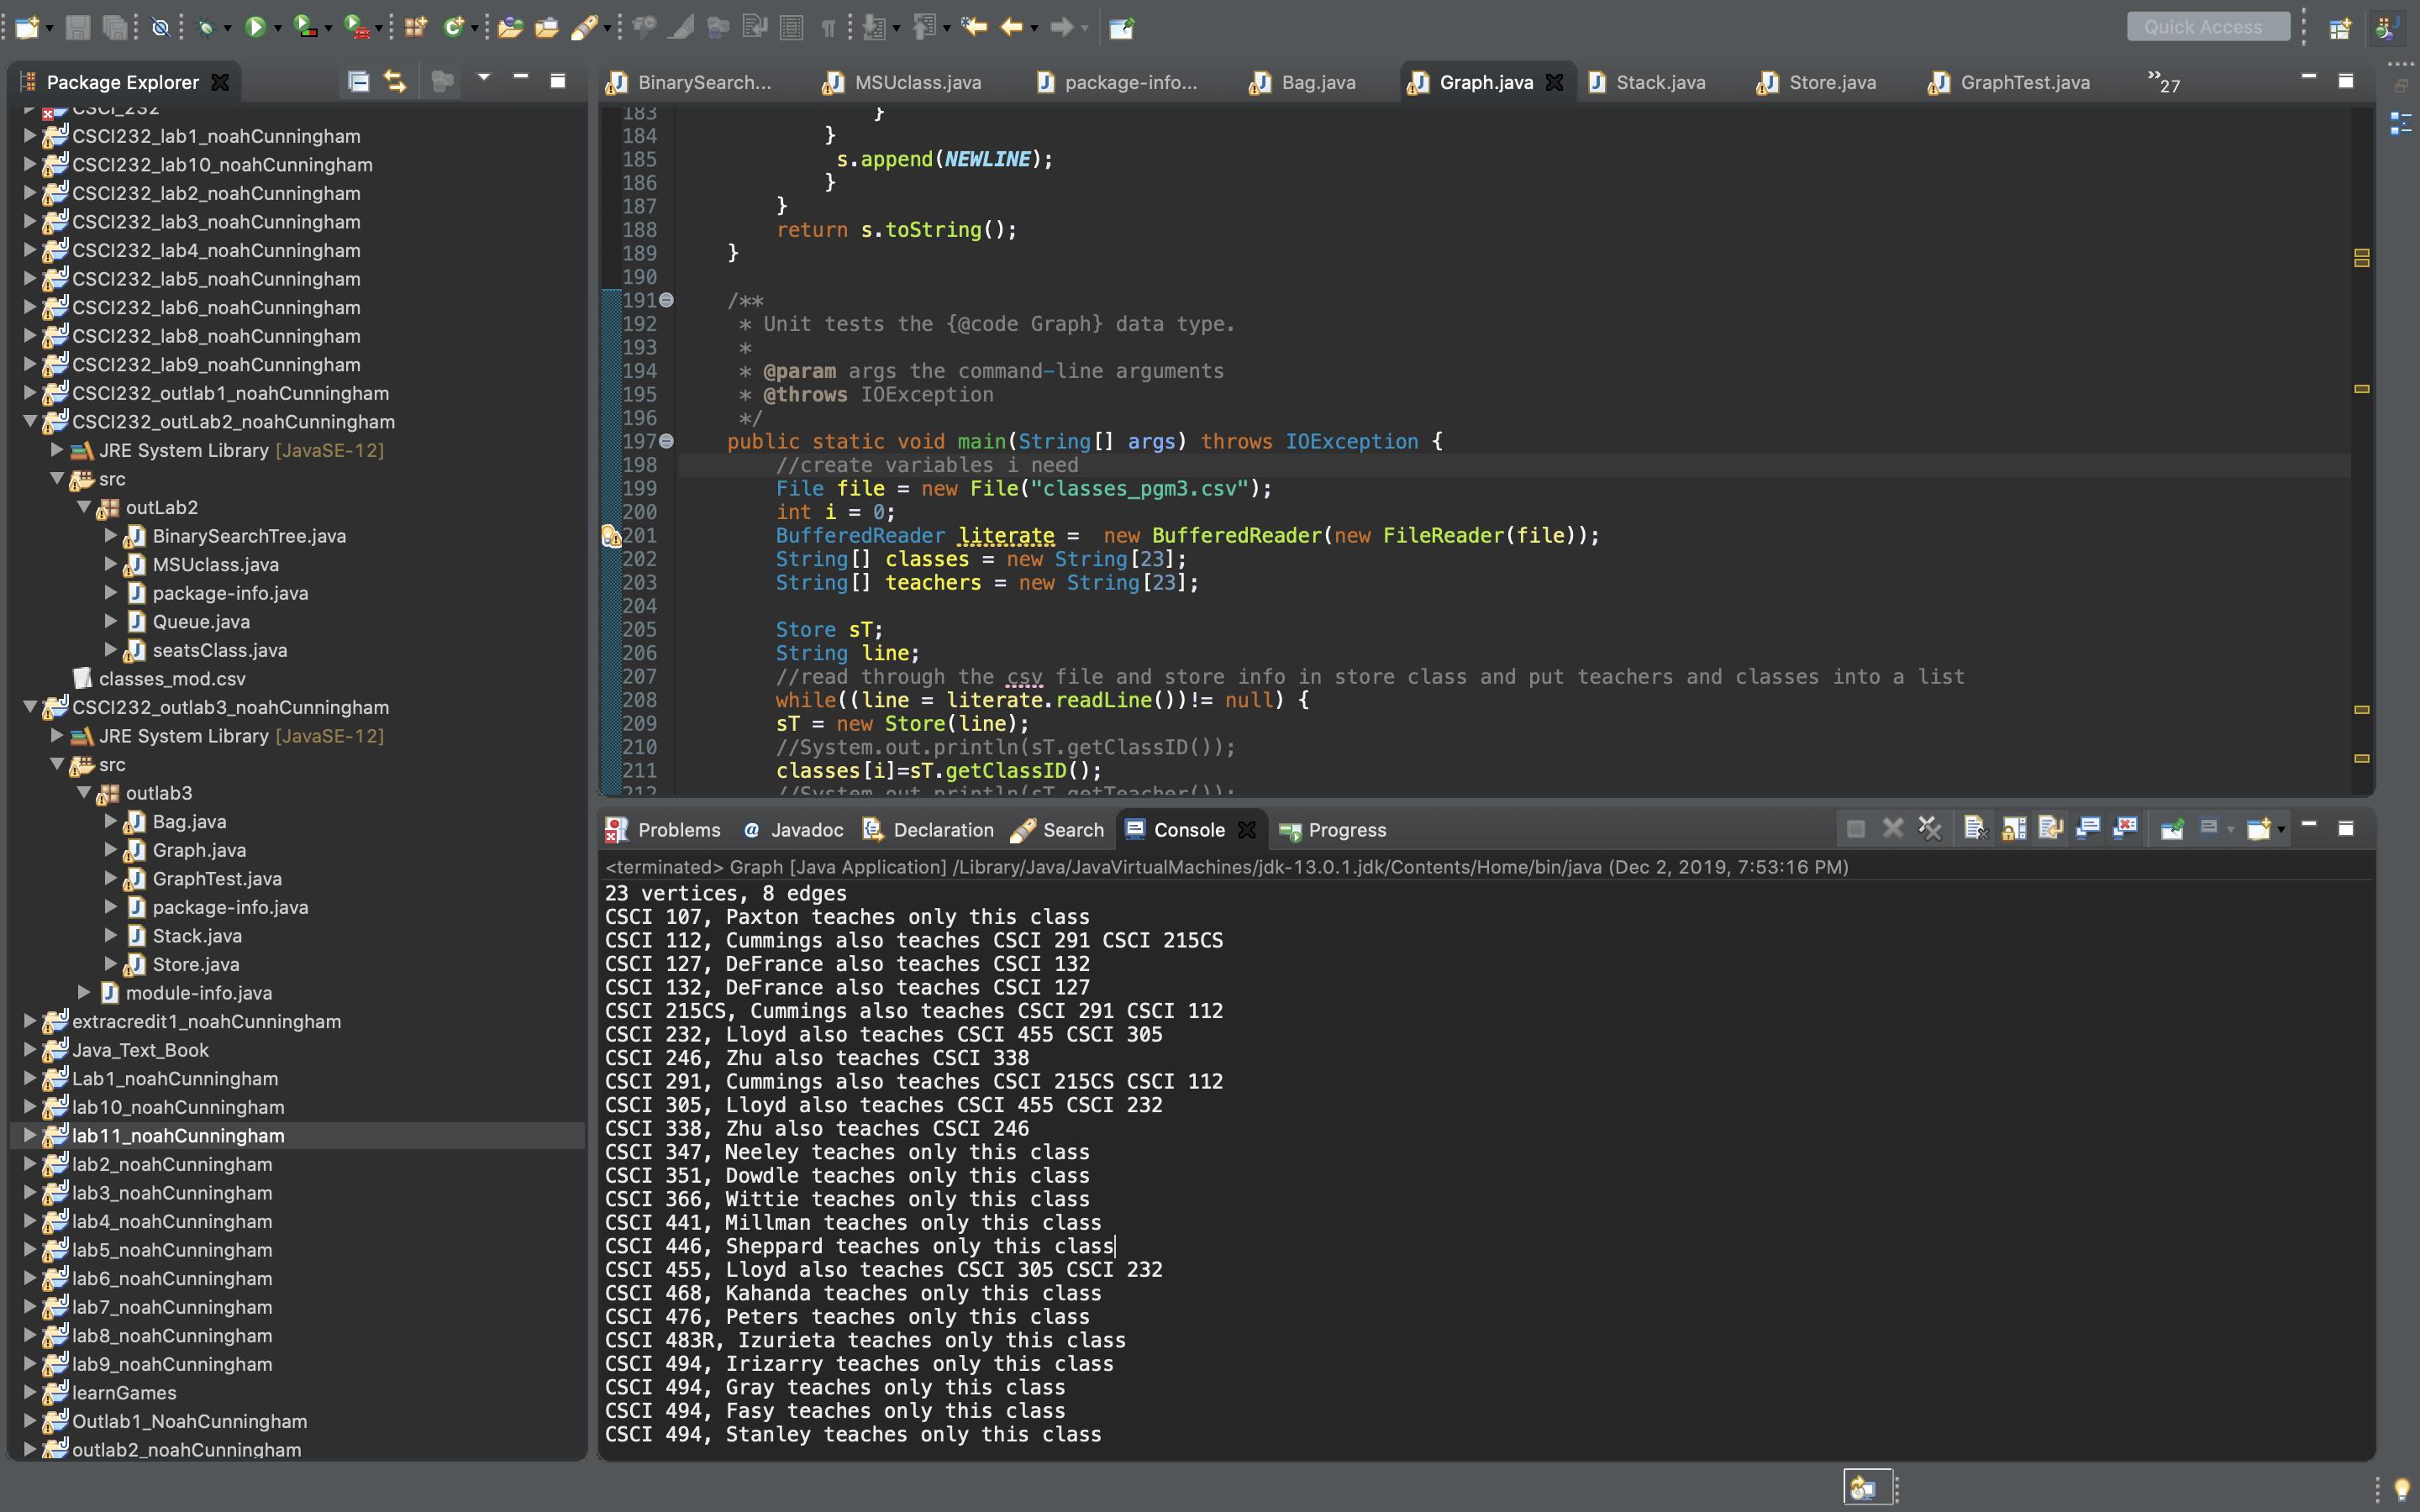 Quick Access
Package Explorer
CSCI_232
CSCI232_lab1_noahCunningham
CSCI232_lab10_noahCunningham
CSCI232_lab2_noahCunningham
CSCI232_lab3_noahCunningham
CSCI232_lab4_noahCunningham
CSCI232_lab5_noahCunningham
CSCI232_lab6_noahCunningham
CSCI232_lab8_noahCunningham
CSCI232_lab9_noahCunningham
CSCI232_outlab1_noahCunningham
CSCI232_outLab2_noahCunningham
JRE System Library [JavaSE-12]
src
outLab2
BinarySearchTree.java
MSUclass.java
package-info.java
Queue.java
seatsClass.java
classes_mod.csv
CSCI232_outlab3_noahCunningham
JRE System Library [JavaSE-12]
src
outlab3
Bag.java
Graph.java
GraphTest.java
package-info.java
Stack.java
Store.java
module-info.java
extracredit1_noahCunningham
Java_Text_Book
Lab1_noahCunningham
lab10_noahCunningham
lab11_noahCunningham
lab2_noahCunningham
lab3_noahCunningham
lab4_noahCunningham
lab5_noahCunningham
lab6_noahCunningham
lab7_noahCunningham
lab8_noahCunningham
lab9_noahCunningham
learnGames
Outlab1_NoahCunningham
outlab2_noahCunningham
BinarySearch... MSUclass.java package-info... Bag.java Graph.java Stack.java Store.java GraphTest.java »27
183 }
184 }
185 s.append(NEWLINE);
186 }
187 }
188 return s.toString();
189 }
190
191 /**
192 * Unit tests the {@code Graph} data type.
193 *
194 * @param args the command-line arguments
195 * @throws IOException
196 */
197 public static void main(String[] args) throws IOException {
198 //create variables i need
199 File file = new File("classes_pgm3.csv");
200 int i = 0;
201 BufferedReader literate = new BufferedReader(new FileReader(file));
202 String[] classes = new String[23];
203 String[] teachers = new String[23];
204
205 Store sT;
206 String line;
207 //read through the csv file and store info in store class and put teachers and classes into a list
208 while((line = literate.readLine())!= null) {
209 sT = new Store(line);
210 //System.out.println(sT.getClassID());
211 classes[i]=sT.getClassID();
212 //System.out.println(sT.getTeacher());
Problems @ Javadoc Declaration Search Console Progress
<terminated> Graph [Java Application] /Library/Java/JavaVirtualMachines/jdk-13.0.1.jdk/Contents/Home/bin/java (Dec 2, 2019, 7:53:16 PM)
23 vertices, 8 edges
CSCI 107, Paxton teaches only this class
CSCI 112, Cummings also teaches CSCI 291 CSCI 215CS
CSCI 127, DeFrance also teaches CSCI 132
CSCI 132, DeFrance also teaches CSCI 127
CSCI 215CS, Cummings also teaches CSCI 291 CSCI 112
CSCI 232, Lloyd also teaches CSCI 455 CSCI 305
CSCI 246, Zhu also teaches CSCI 338
CSCI 291, Cummings also teaches CSCI 215CS CSCI 112
CSCI 305, Lloyd also teaches CSCI 455 CSCI 232
CSCI 338, Zhu also teaches CSCI 246
CSCI 347, Neeley teaches only this class
CSCI 351, Dowdle teaches only this class
CSCI 366, Wittie teaches only this class
CSCI 441, Millman teaches only this class
CSCI 446, Sheppard teaches only this class
CSCI 455, Lloyd also teaches CSCI 305 CSCI 232
CSCI 468, Kahanda teaches only this class
CSCI 476, Peters teaches only this class
CSCI 483R, Izurieta teaches only this class
CSCI 494, Irizarry teaches only this class
CSCI 494, Gray teaches only this class
CSCI 494, Fasy teaches only this class
CSCI 494, Stanley teaches only this class